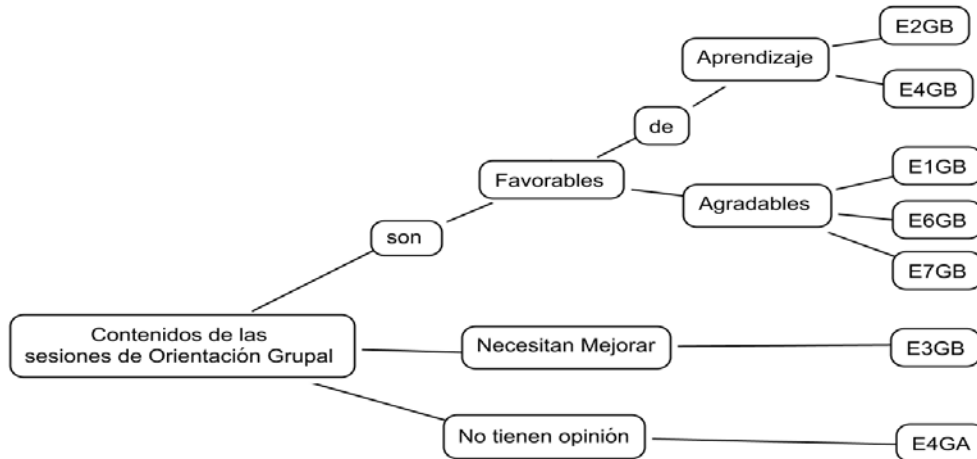 E2GB
Aprendizaje
E4GB
de
Favorables
E1GB
Agradables
E6GB
son
E7GB
Contenidos de las
sesiones de Orientación Grupal
Necesitan Mejorar
E3GB
No tienen opinión
E4GA